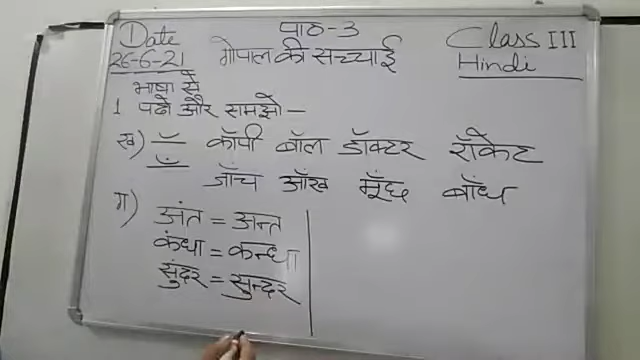 Date
26-6-21
पाठ-3
गोपाल की सच्चाई
Class III
Hindi
भाषा से
1 पढो और समझो—
ख) ॅ कॉपी बॉल डॉक्टर रॉकेट
ँ जाँच आँख मूँछ बाँध
ग) अंत = अन्त
कंधा = कन्धा
सुंदर = सुन्दर